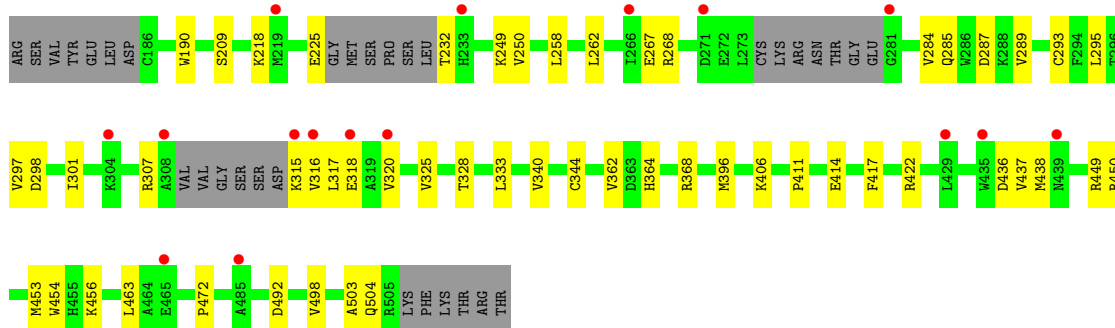 ARG SER VAL TYR GLU LEU ASP C186 W190 S209 K218 M219 E225 GLY MET SER PRO SER LEU T232 H233 K249 V250 L258 L262 I266 E267 R268 D271 E272 L273 CYS LYS ARG ASN THR GLY GLU G281 V284 Q285 W286 D287 K288 V289 C293 F294 L295 T296
V297 D298 I301 K304 R307 A308 VAL VAL GLY SER SER ASP K315 V316 L317 E318 A319 V320 V325 T328 L333 V340 C344 V362 D363 H364 R368 M396 K406 P411 E414 F417 R422 L429 W435 D436 V437 M438 N439 R449
M453 W454 H455 K456 L463 A464 E465 P472 A485 D492 V498 A503 Q504 R505 LYS PHE LYS THR ARG THR